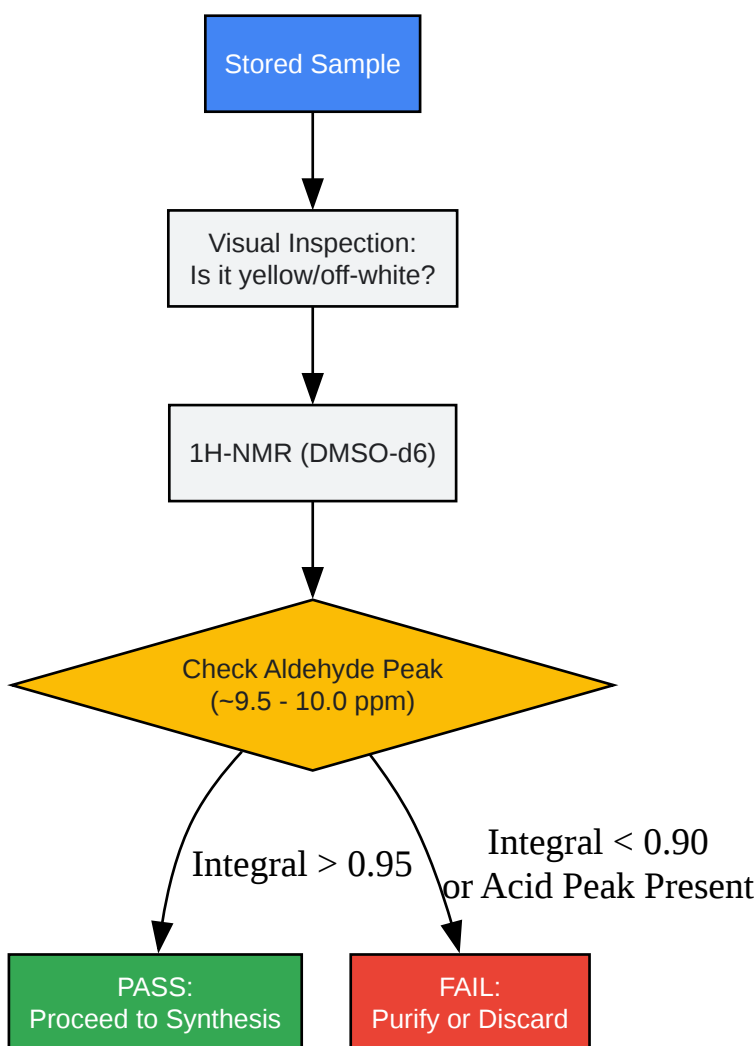 Stored Sample
Visual Inspection:
Is it yellow/off-white?
1H-NMR (DMSO-d6)
Check Aldehyde Peak
(~9.5 - 10.0 ppm)
Integral > 0.95
Integral < 0.90
or Acid Peak Present
PASS:
Proceed to Synthesis
FAIL:
Purify or Discard